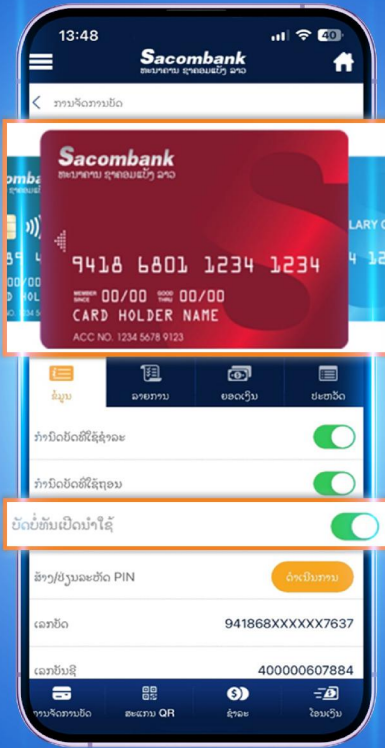 13:48
40
Sacombank
ທະນາຄານ ຊາຄອມແບັງ ລາວ
ການຈັດການບັດ
Sacombank
ທະນາຄານ ຊາຄອມແບັງ ລາວ
LARY
9418 6801 1234 1234
MEMBER SINCE 00/00 GOOD THRU 00/00
CARD HOLDER NAME
ACC NO. 1234 5678 9123
ຂໍ້ມູນ
ລາຍການ
ຍອດເງິນ
ປະຫວັດ
ກຳນົດບັດທີ່ໃຊ້ຊຳລະ
ກຳນົດບັດທີ່ໃຊ້ຖອນ
ບັດບໍ່ທັນເປີດນຳໃຊ້
ສ້າງ/ປ່ຽນລະຫັດ PIN
ດຳເນີນການ
ເລກບັດ
941868XXXXXX7637
ເລກບັນຊີ
400000607884
ການຈັດການບັດ
ສະແກນ QR
ຊຳລະ
ໂອນເງິນ